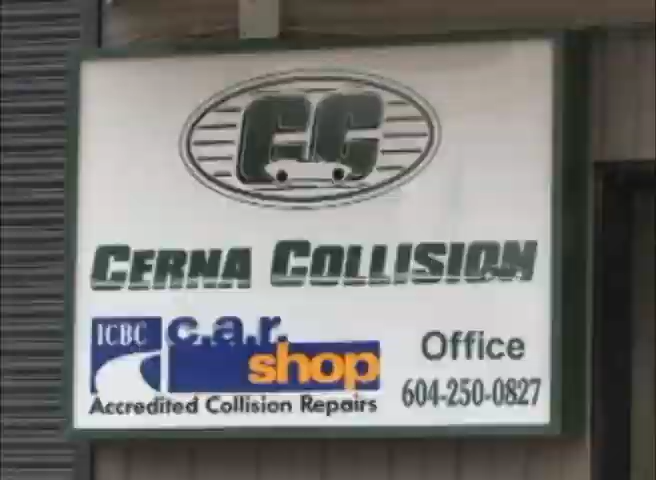 CC
CERNA COLLISION
ICBC c.a.r. shop
Accredited Collision Repairs
Office
604-250-0827